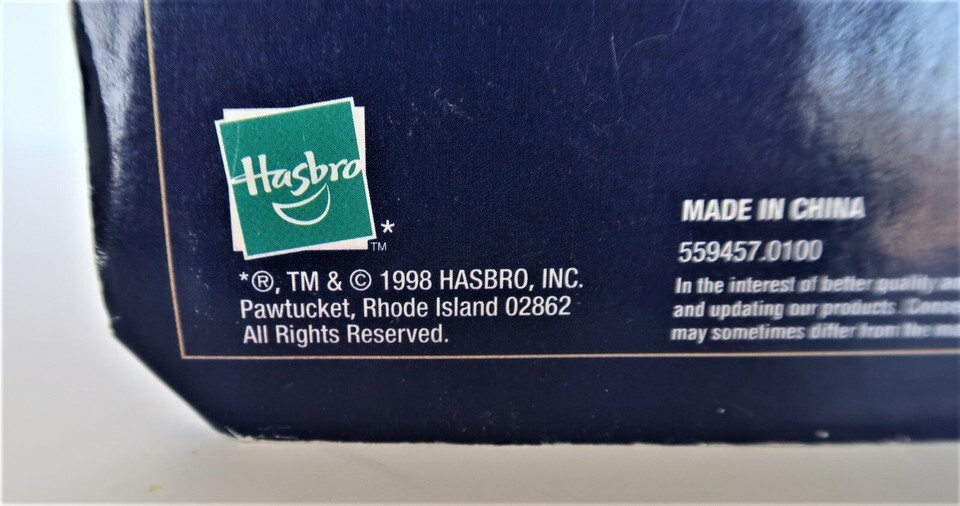 Hasbro
TM *
*®, TM & © 1998 HASBRO, INC.
Pawtucket, Rhode Island 02862
All Rights Reserved.
MADE IN CHINA
559457.0100
In the interest of better quality
and updating our products.
may sometimes differ from the